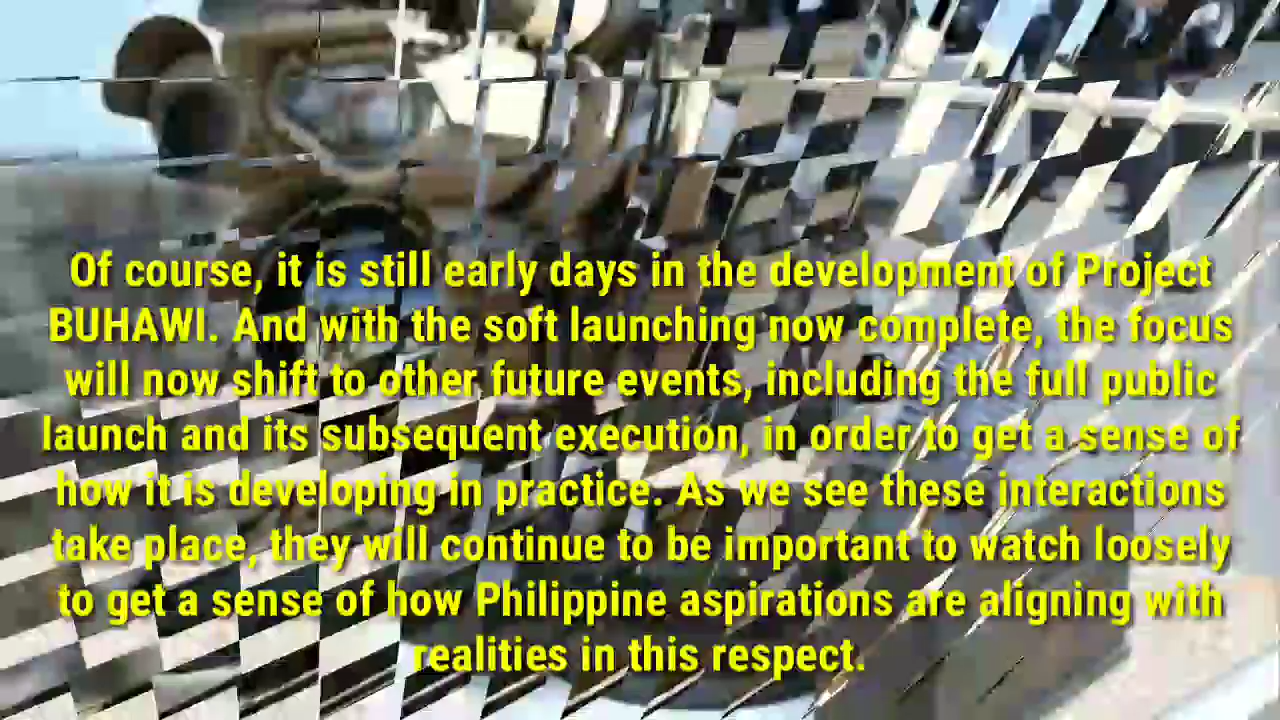 Of course, it is still early days in the development of Project
BUHAWI. And with the soft launching now complete, the focus
will now shift to other future events, including the full public
launch and its subsequent execution, in order to get a sense of
how it is developing in practice. As we see these interactions
take place, they will continue to be important to watch loosely
to get a sense of how Philippine aspirations are aligning with
realities in this respect.